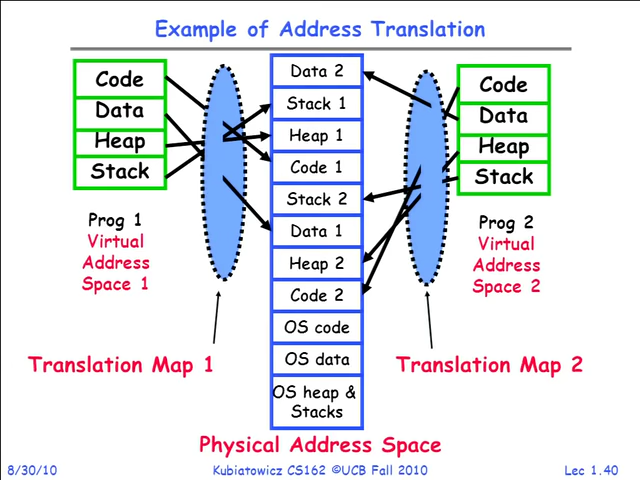 Example of Address Translation
Code
Data
Heap
Stack
Prog 1
Virtual
Address
Space 1
Translation Map 1
Data 2
Stack 1
Heap 1
Code 1
Stack 2
Data 1
Heap 2
Code 2
OS code
OS data
OS heap &
Stacks
Code
Data
Heap
Stack
Prog 2
Virtual
Address
Space 2
Translation Map 2
Physical Address Space
8/30/10
Kubiatowicz CS162 ©UCB Fall 2010
Lec 1.40